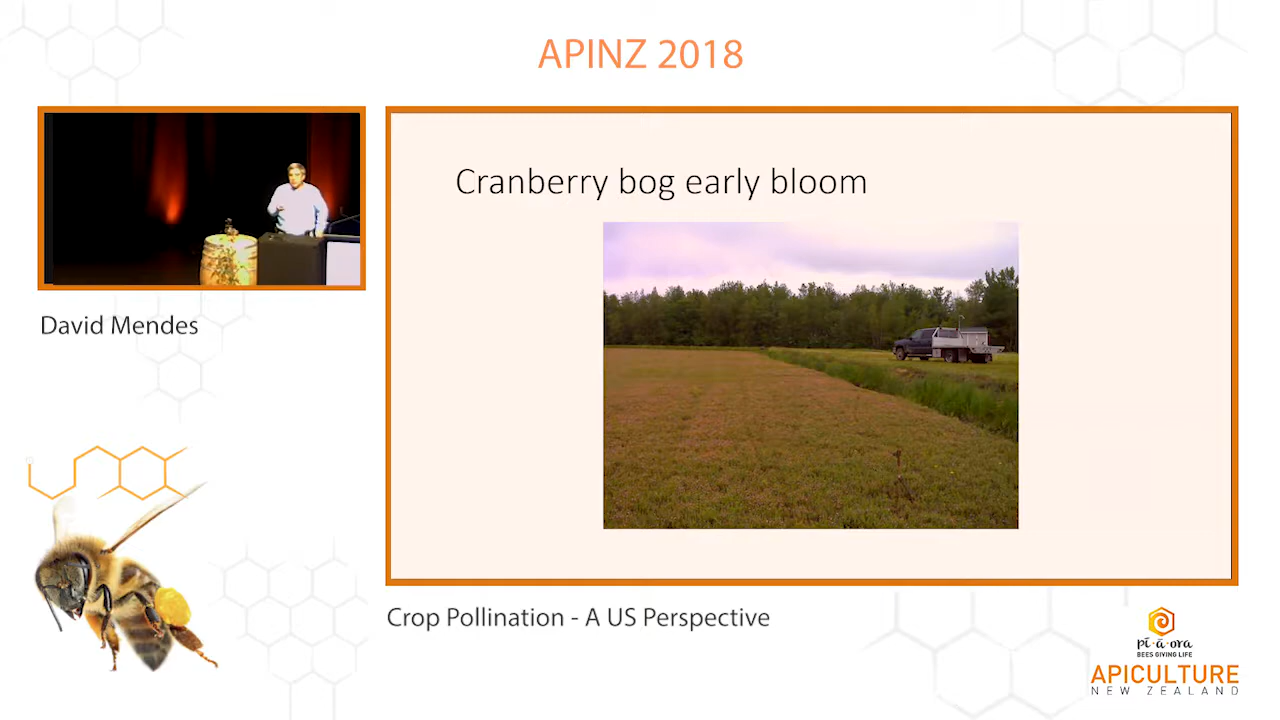 APINZ 2018
Cranberry bog early bloom
David Mendes
Crop Pollination - A US Perspective
pī-ā-ora
BEES GIVING LIFE
APICULTURE
NEW ZEALAND